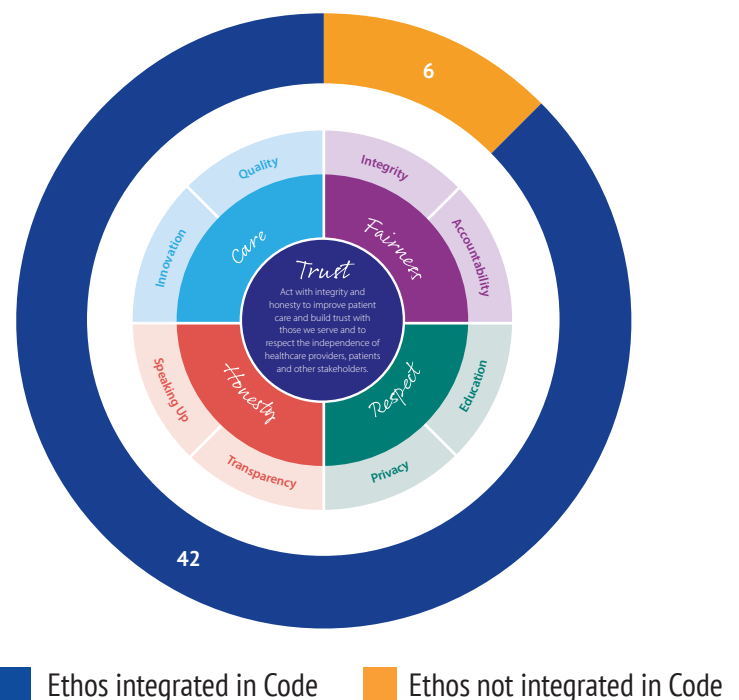 6
Quality
Integrity
Innovation
Care
Fairness
Accountability
Trust
Act with integrity and
honesty to improve patient
care and build trust with
those we serve and to
respect the independence of
healthcare providers, patients
and other stakeholders.
Speaking Up
Honesty
Respect
Education
Transparency
Privacy
42
Ethos integrated in Code
Ethos not integrated in Code